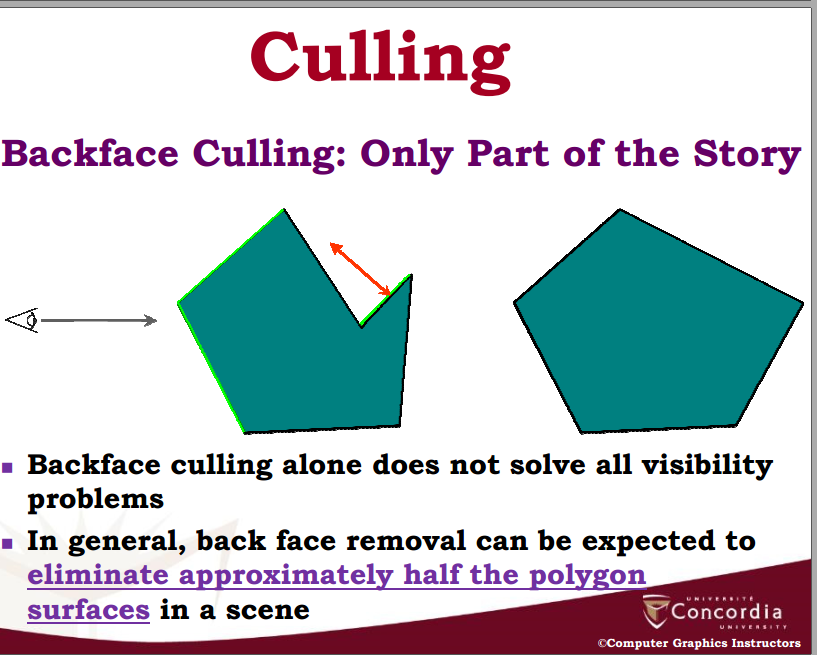 Culling
Backface Culling: Only Part of the Story
Backface culling alone does not solve all visibility
problems
In general, back face removal can be expected to
eliminate approximately half the polygon
surfaces in a scene
UNIVERSITÉ
Concordia
UNIVERSITY
©Computer Graphics Instructors